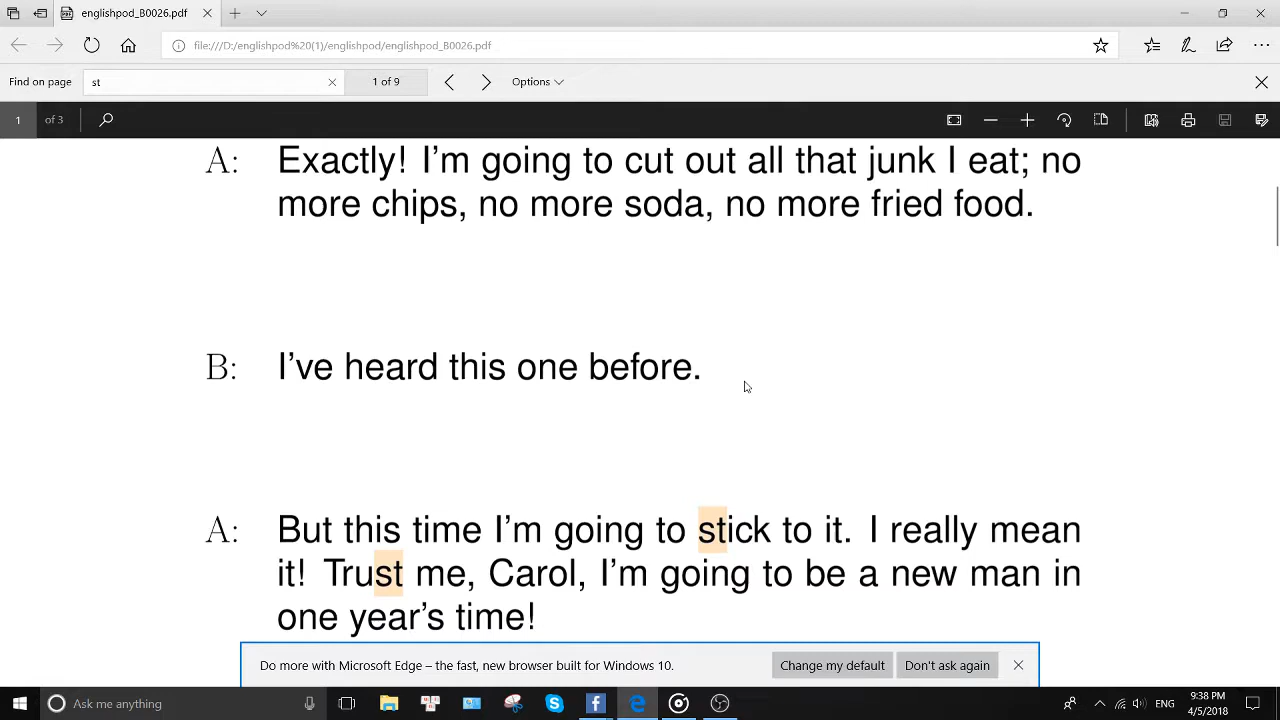 englishpod_B0026.pdf
file:///D:/englishpod%20(1)/englishpod/englishpod_B0026.pdf
Find on page st 1 of 9 Options
1 of 3
A: Exactly! I'm going to cut out all that junk I eat; no
more chips, no more soda, no more fried food.
B: I've heard this one before.
A: But this time I'm going to stick to it. I really mean
it! Trust me, Carol, I'm going to be a new man in
one year's time!
Do more with Microsoft Edge – the fast, new browser built for Windows 10. Change my default Don't ask again
Ask me anything ENG 9:38 PM
4/5/2018